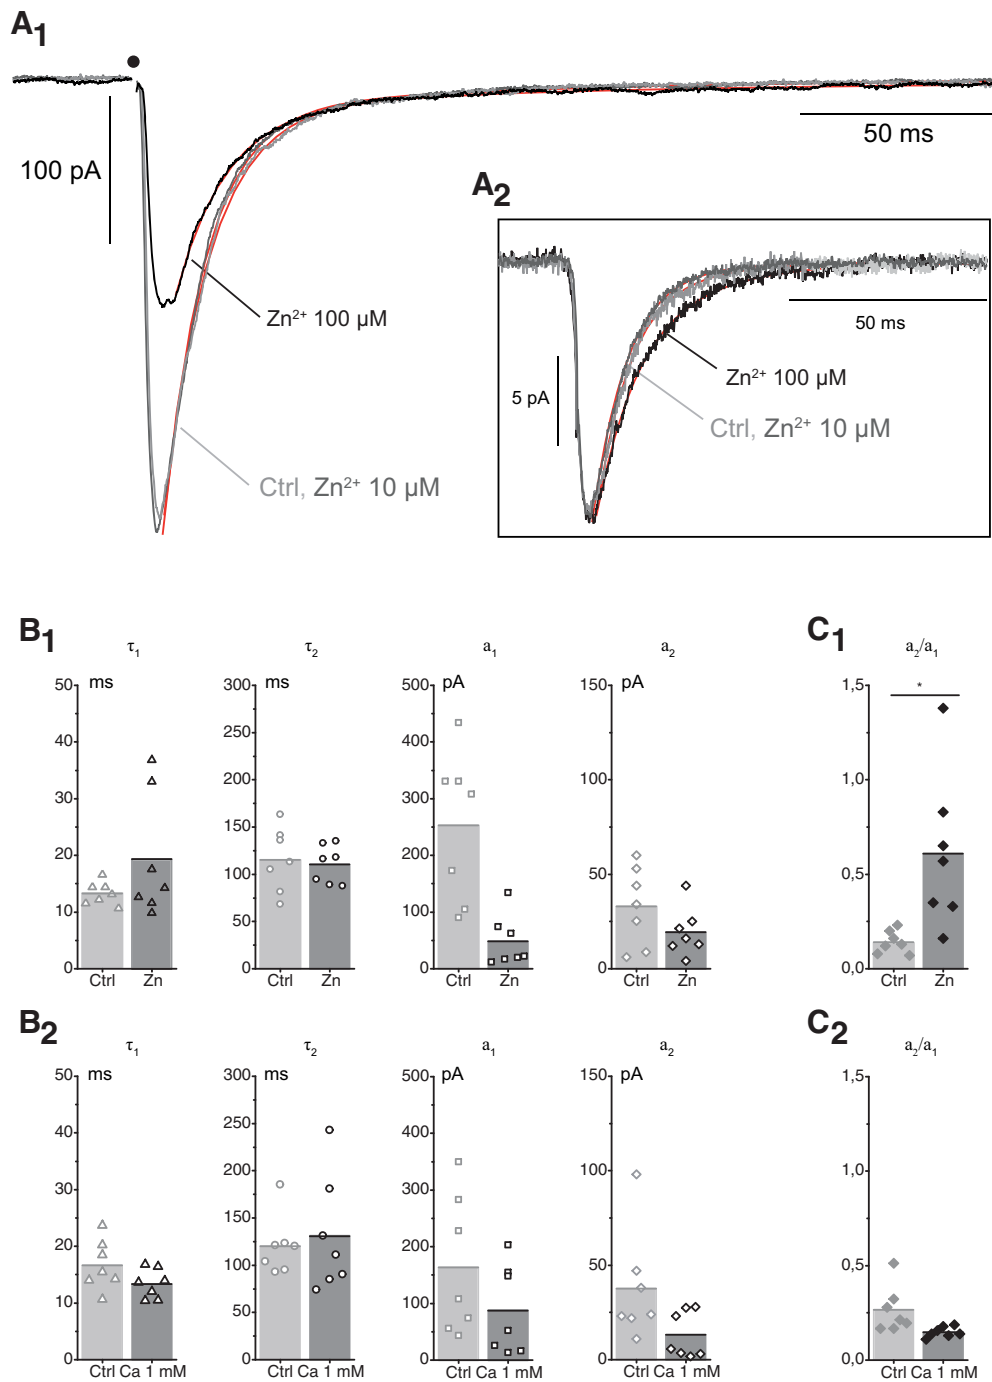 A1
50 ms
100 pA
A2
Zn2+ 100 µM
50 ms
Zn2+ 100 µM
5 pA
Ctrl, Zn2+ 10 µM
Ctrl, Zn2+ 10 µM
B1
C1
τ1 τ2 a1 a2 a2/a1
ms ms pA pA
50 300 500 150 1,5
*
40 250 400
200 100 1,0
30 300
150
20 200
100 50 0,5
10 50 100
0 0 0 0 0,0
Ctrl Zn Ctrl Zn Ctrl Zn Ctrl Zn Ctrl Zn
B2
C2
τ1 τ2 a1 a2 a2/a1
ms ms pA pA
50 300 500 150 1,5
40 250 400
200 100 1,0
30 300
150
20 200
100 50 0,5
10 50 100
0 0 0 0 0,0
Ctrl Ca 1 mM Ctrl Ca 1 mM Ctrl Ca 1 mM Ctrl Ca 1 mM Ctrl Ca 1 mM